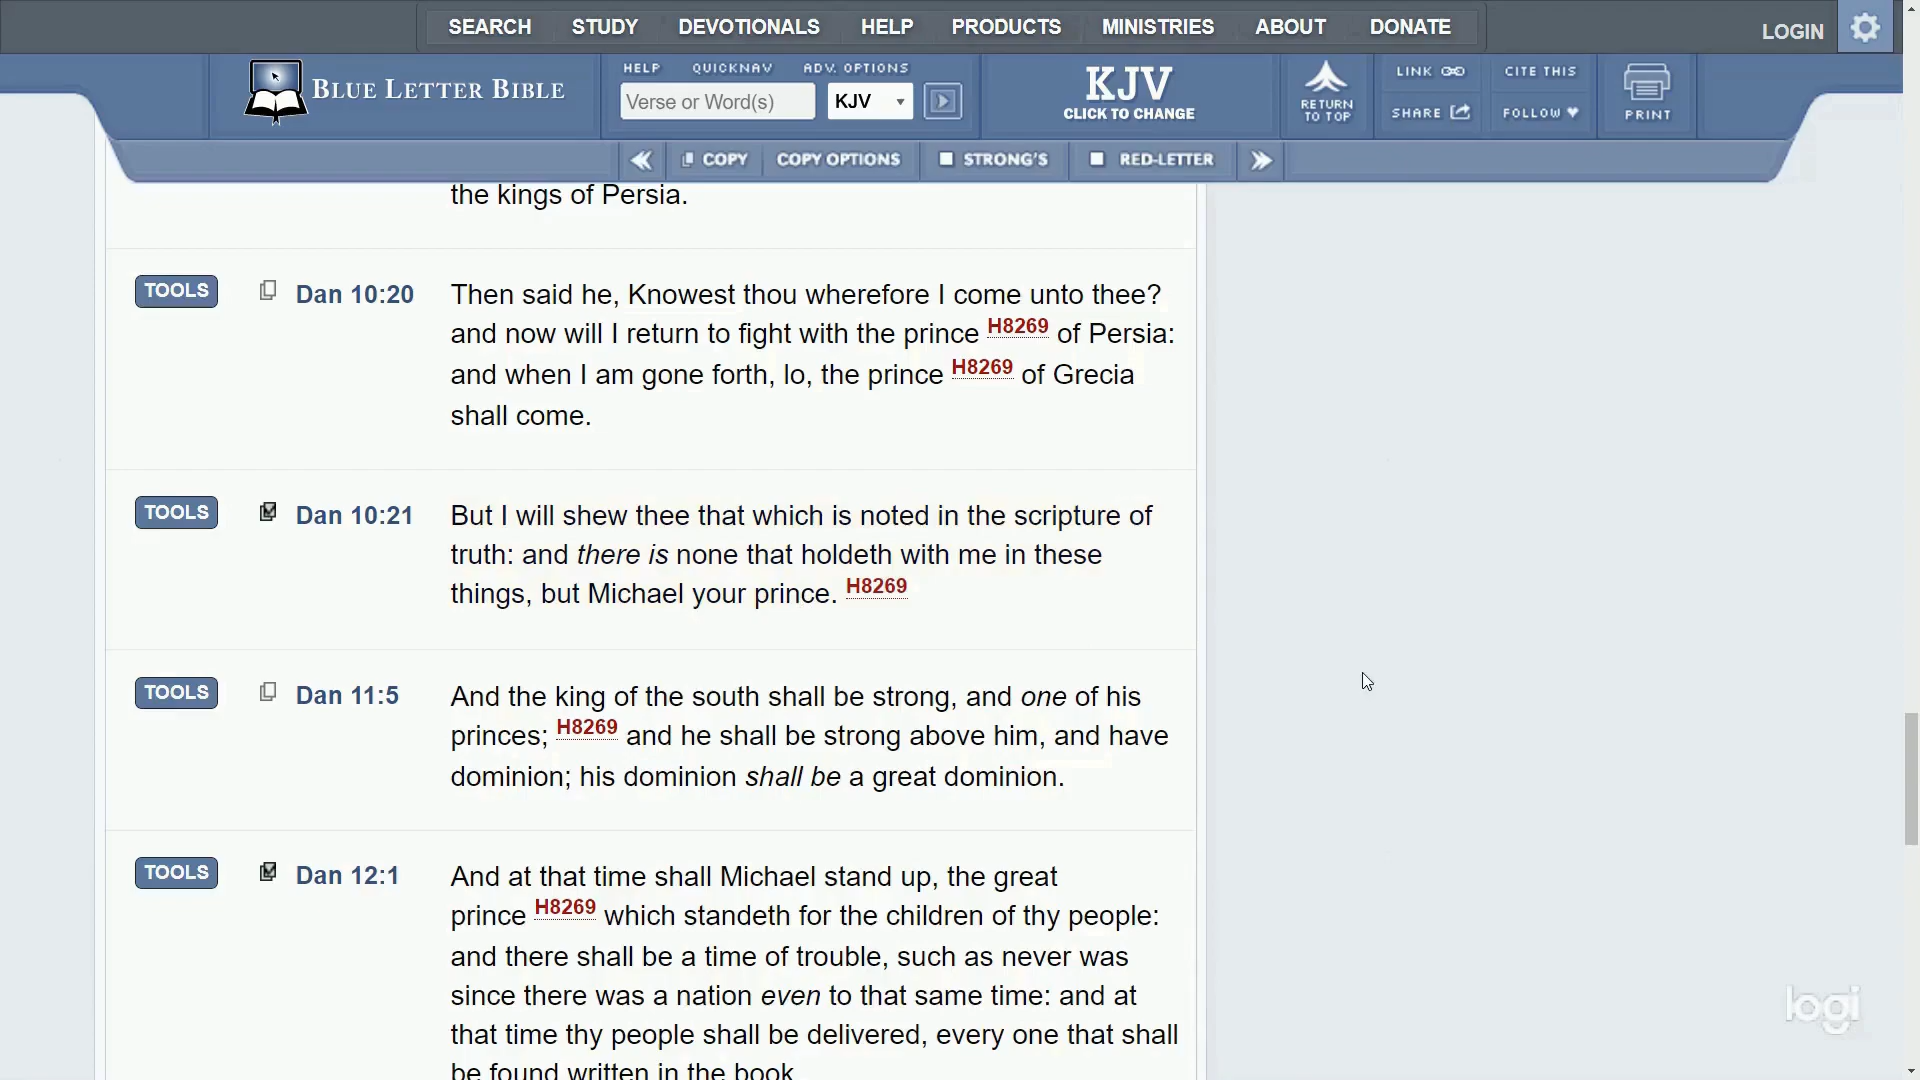 SEARCH STUDY DEVOTIONALS HELP PRODUCTS MINISTRIES ABOUT DONATE LOGIN
BLUE LETTER BIBLE
HELP QUICKNAV ADV. OPTIONS
Verse or Word(s) KJV
KJV
CLICK TO CHANGE
RETURN
TO TOP
LINK
SHARE
CITE THIS
FOLLOW
PRINT
COPY COPY OPTIONS STRONG'S RED-LETTER
the kings of Persia.
TOOLS Dan 10:20 Then said he, Knowest thou wherefore I come unto thee?
and now will I return to fight with the prince H8269 of Persia:
and when I am gone forth, lo, the prince H8269 of Grecia
shall come.
TOOLS Dan 10:21 But I will shew thee that which is noted in the scripture of
truth: and there is none that holdeth with me in these
things, but Michael your prince. H8269
TOOLS Dan 11:5 And the king of the south shall be strong, and one of his
princes; H8269 and he shall be strong above him, and have
dominion; his dominion shall be a great dominion.
TOOLS Dan 12:1 And at that time shall Michael stand up, the great
prince H8269 which standeth for the children of thy people:
and there shall be a time of trouble, such as never was
since there was a nation even to that same time: and at
that time thy people shall be delivered, every one that shall
be found written in the book
logi